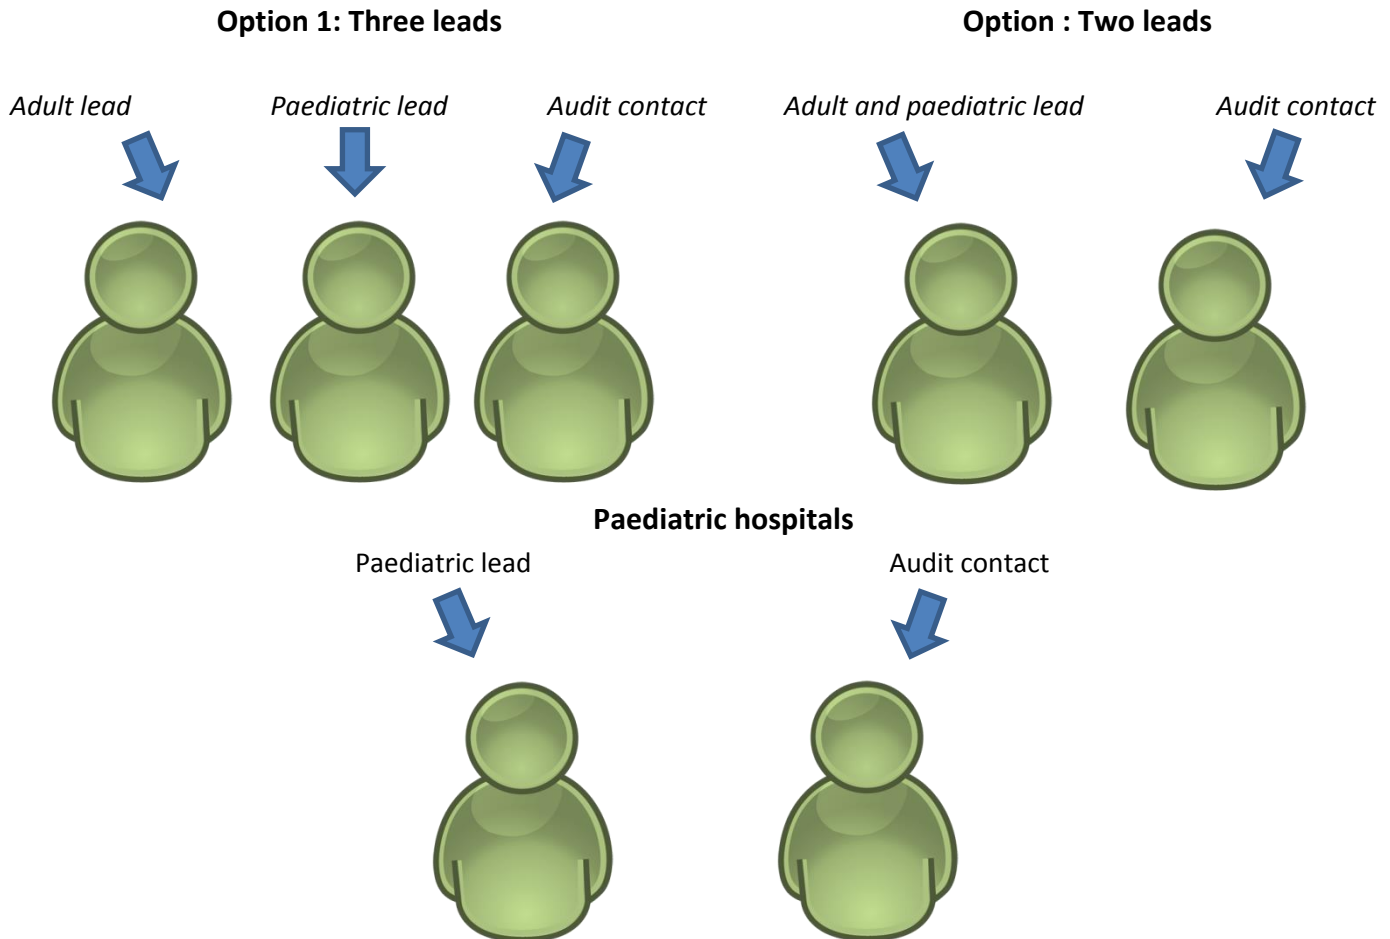 Option 1: Three leads
Option : Two leads
Adult lead
Paediatric lead
Audit contact
Adult and paediatric lead
Audit contact
Paediatric hospitals
Paediatric lead
Audit contact